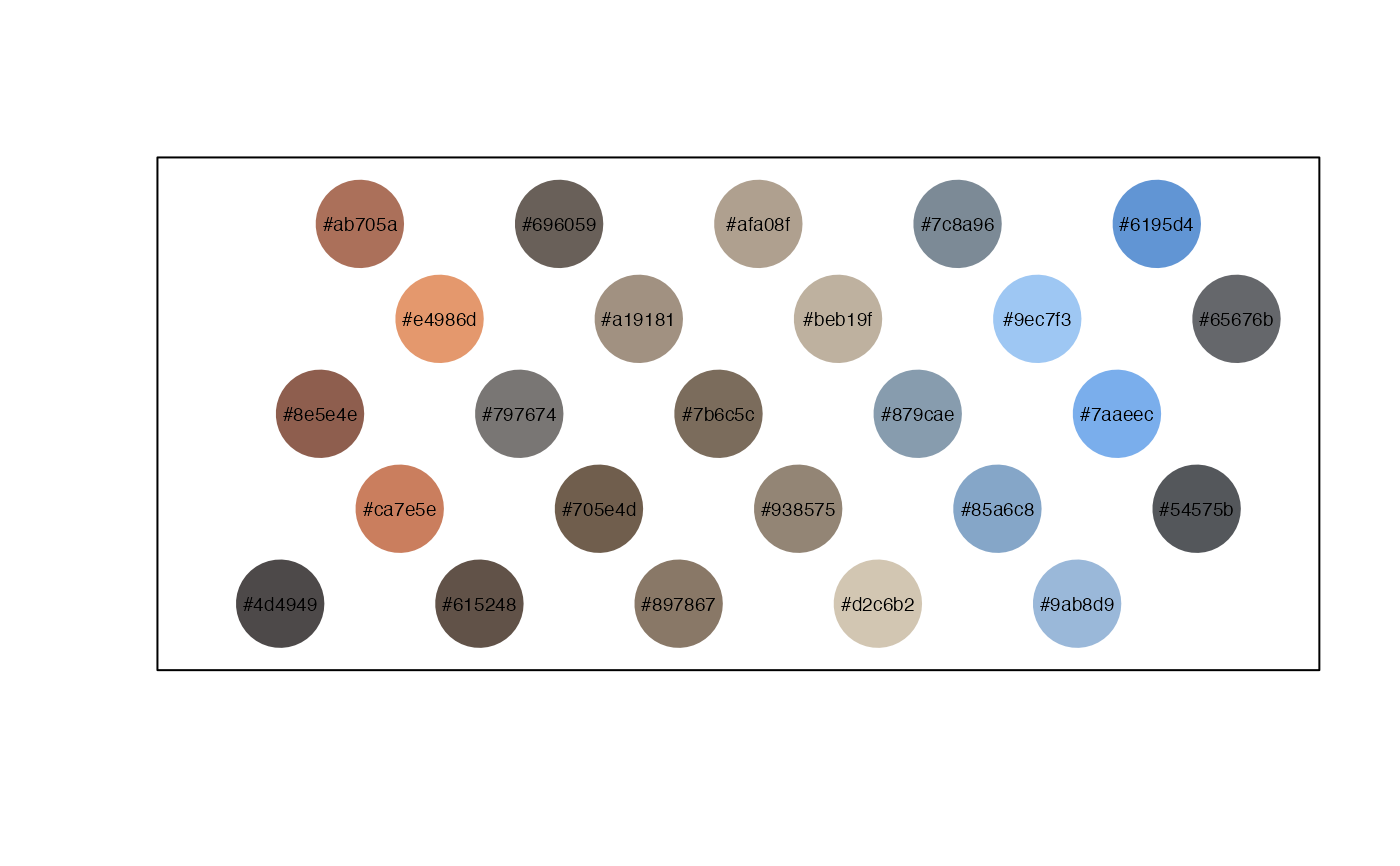 #ab705a #696059 #afa08f #7c8a96 #6195d4
#e4986d #a19181 #beb19f #9ec7f3 #65676b
#8e5e4e #797674 #7b6c5c #879cae #7aaeec
#ca7e5e #705e4d #938575 #85a6c8 #54575b
#4d4949 #615248 #897867 #d2c6b2 #9ab8d9